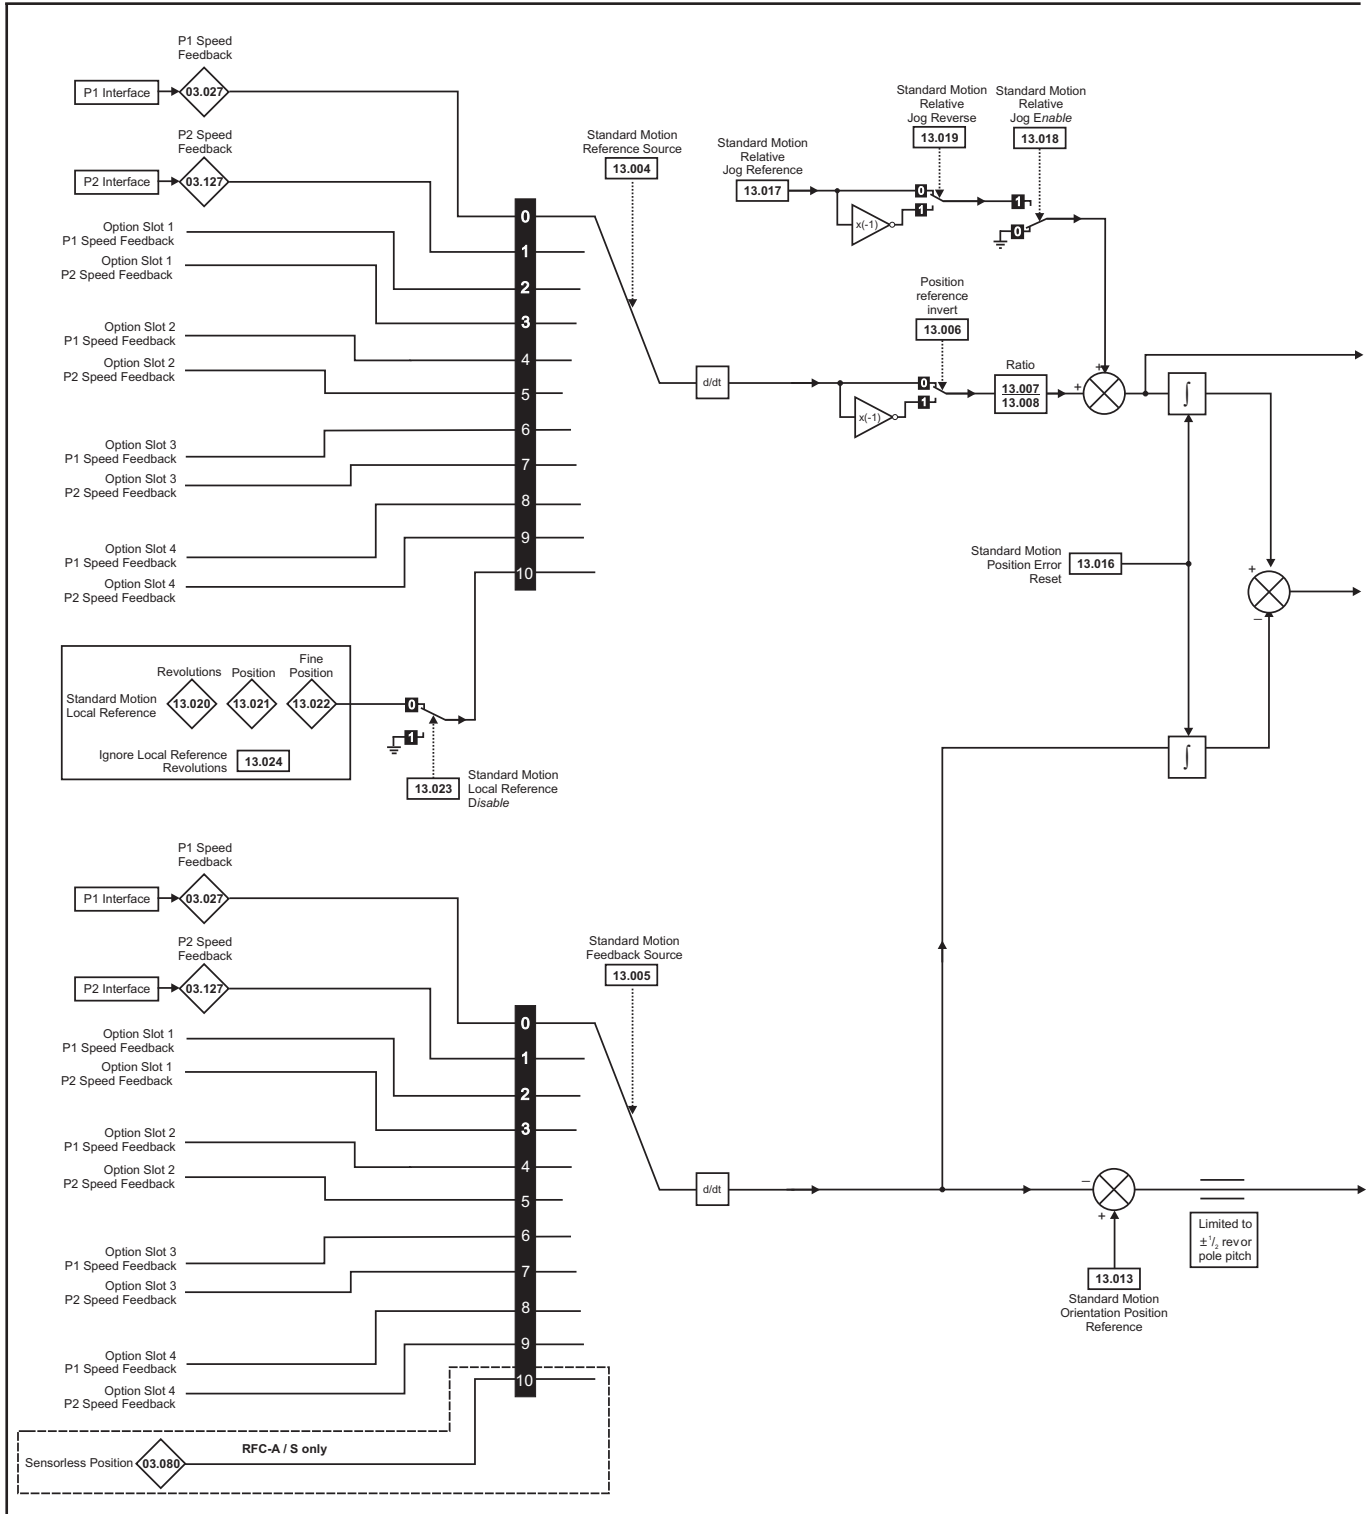 P1 Speed
Feedback
P1 Interface
03.027
P2 Speed
Feedback
P2 Interface
03.127
Option Slot 1
P1 Speed Feedback
Option Slot 1
P2 Speed Feedback
Option Slot 2
P1 Speed Feedback
Option Slot 2
P2 Speed Feedback
Option Slot 3
P1 Speed Feedback
Option Slot 3
P2 Speed Feedback
Option Slot 4
P1 Speed Feedback
Option Slot 4
P2 Speed Feedback
0
1
2
3
4
5
6
7
8
9
10
Standard Motion
Reference Source
13.004
d/dt
Standard Motion
Relative
Jog Reference
13.017
x(-1)
Standard Motion
Relative
Jog Reverse
13.019
0
1
Standard Motion
Relative
Jog Enable
13.018
1
0
Position
reference
invert
13.006
x(-1)
0
1
Ratio
13.007
13.008
+
+
∫
Standard Motion
Position Error
Reset
13.016
+
−
∫
Revolutions
Position
Fine
Position
Standard Motion
Local Reference
13.020
13.021
13.022
Ignore Local Reference
Revolutions
13.024
0
1
13.023
Standard Motion
Local Reference
Disable
P1 Speed
Feedback
P1 Interface
03.027
P2 Speed
Feedback
P2 Interface
03.127
Option Slot 1
P1 Speed Feedback
Option Slot 1
P2 Speed Feedback
Option Slot 2
P1 Speed Feedback
Option Slot 2
P2 Speed Feedback
Option Slot 3
P1 Speed Feedback
Option Slot 3
P2 Speed Feedback
Option Slot 4
P1 Speed Feedback
Option Slot 4
P2 Speed Feedback
0
1
2
3
4
5
6
7
8
9
10
RFC-A / S only
Sensorless Position
03.080
Standard Motion
Feedback Source
13.005
d/dt
−
+
13.013
Standard Motion
Orientation Position
Reference
Limited to
±1/2 rev or
pole pitch